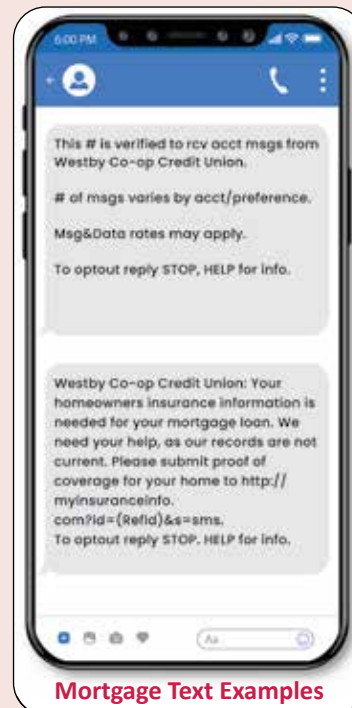 6:00 PM
This # is verified to rcv acct msgs from
Westby Co-op Credit Union.
# of msgs varies by acct/preference.
Msg&Data rates may apply.
To optout reply STOP, HELP for info.
Westby Co-op Credit Union: Your
homeowners insurance information is
needed for your mortgage loan. We
need your help, as our records are not
current. Please submit proof of
coverage for your home to http://
myinsuranceinfo.
com?id=(RefId)&s=sms.
To optout reply STOP. HELP for info.
Aa
Mortgage Text Examples